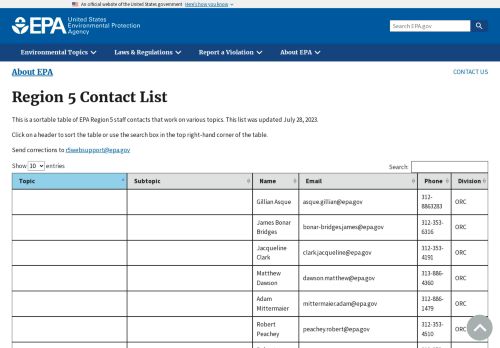 An official website of the United States government Here's how you know
EPA United States
Environmental Protection
Agency
Search EPA.gov
Environmental Topics Laws & Regulations Report a Violation About EPA
About EPA
CONTACT US
Region 5 Contact List
This is a sortable table of EPA Region 5 staff contacts that work on various topics. This list was updated July 28, 2023.
Click on a header to sort the table or use the search box in the top right-hand corner of the table.
Send corrections to r5websupport@epa.gov
Show 10 entries
Search:
Topic Subtopic Name Email Phone Division
Gillian Asque asque.gillian@epa.gov 312-
8863283 ORC
James Bonar
Bridges bonar-bridges.james@epa.gov 312-353-
6316 ORC
Jacqueline
Clark clark.jacqueline@epa.gov 312-353-
4191 ORC
Matthew
Dawson dawson.matthew@epa.gov 313-886-
4360 ORC
Adam
Mittermaier mittermaier.adam@epa.gov 312-886-
1479 ORC
Robert
Peachey peachey.robert@epa.gov 312-353-
4510 ORC